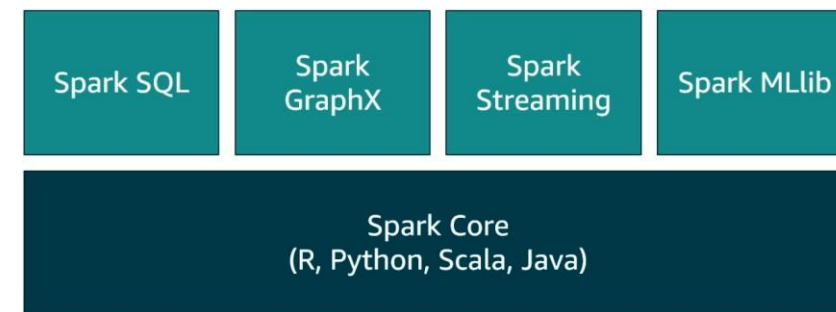 Spark SQL
Spark
GraphX
Spark
Streaming
Spark MLlib
Spark Core
(R, Python, Scala, Java)